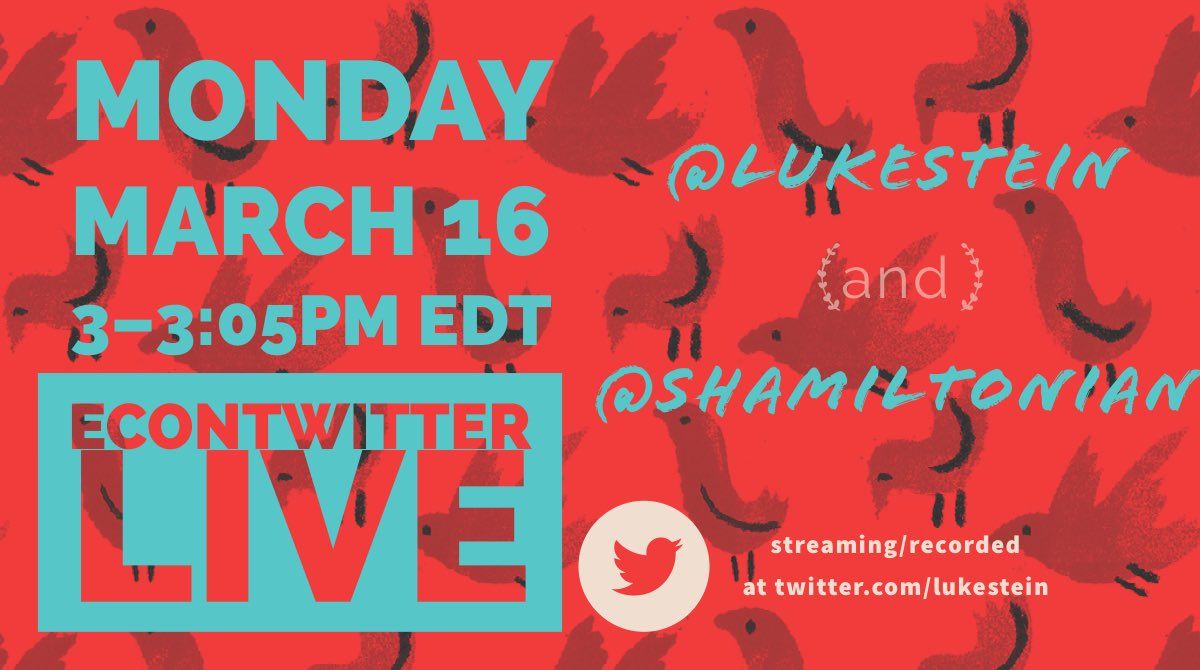 MONDAY
MARCH 16
3–3:05PM EDT
ECONTWITTER
LIVE
@LUKESTEIN
(and)
@SHAMILTONIAN
streaming/recorded
at twitter.com/lukestein